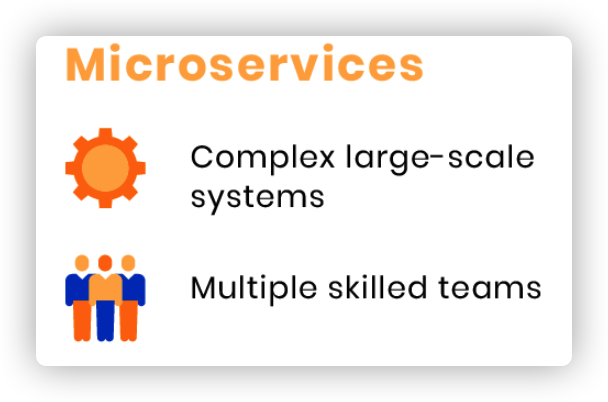 Microservices
Complex large-scale
systems
Multiple skilled teams